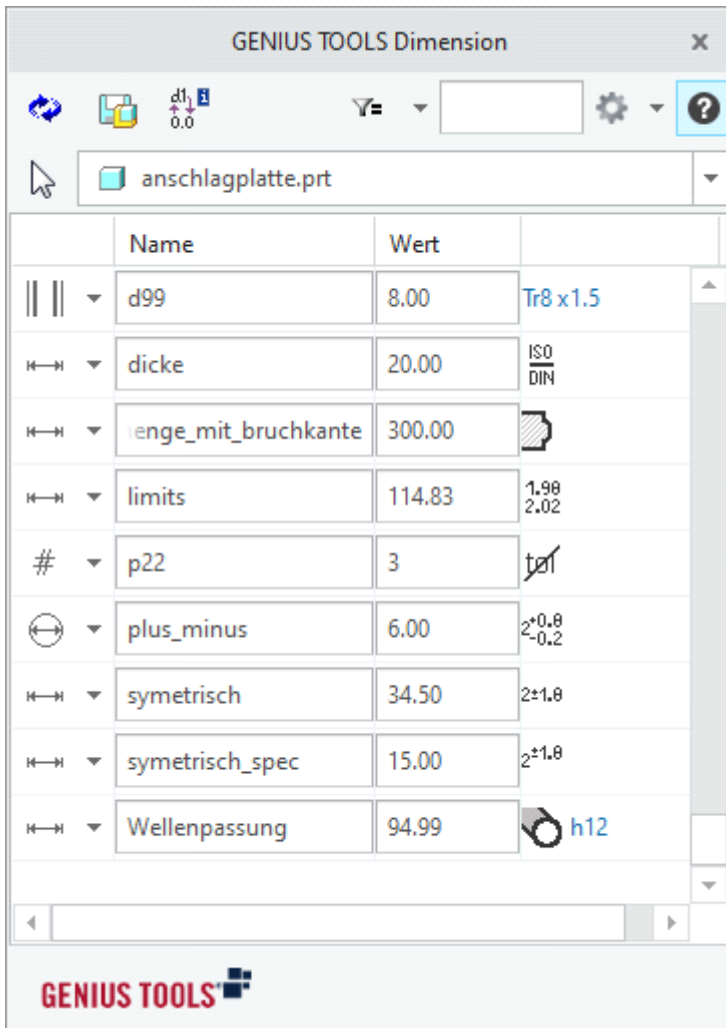 GENIUS TOOLS Dimension
d1 0.0
anschlagplatte.prt
Name Wert
d99 8.00 Tr8 x1.5
dicke 20.00 ISO DIN
enge_mit_bruchkante 300.00
limits 114.83 1.98 2.02
# p22 3 tol
plus_minus 6.00 2+0.8 -0.2
symetrisch 34.50 2±1.8
symetrisch_spec 15.00 2±1.8
Wellenpassung 94.99 h12
GENIUS TOOLS